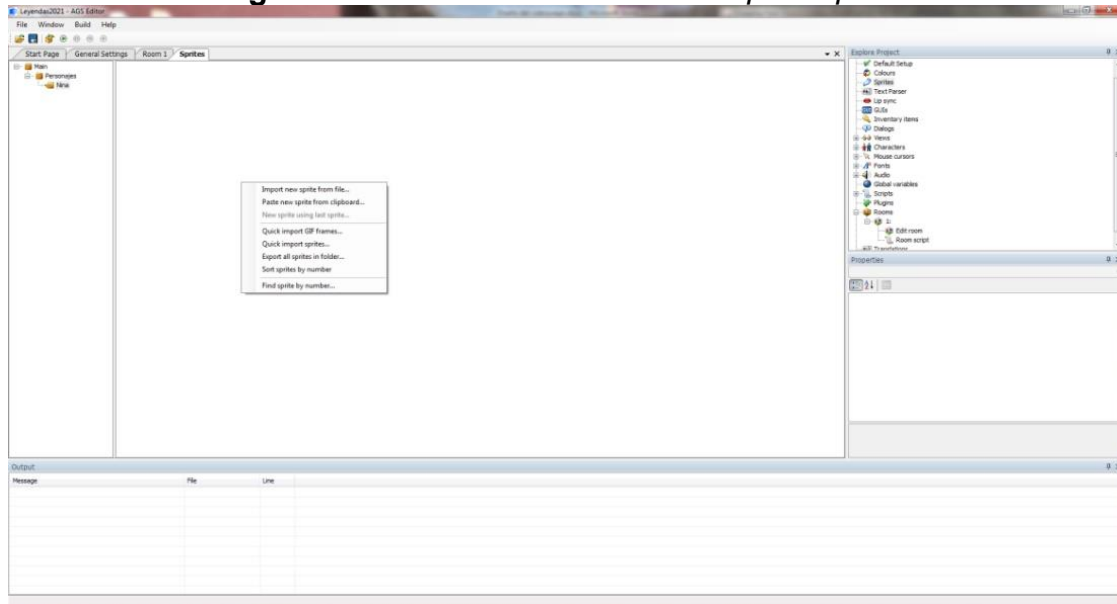 Leyendas2021 - AGS Editor
File Window Build Help
Start Page General Settings Room 1 Sprites
Main
Personajes
Nina
Import new sprite from file...
Paste new sprite from clipboard...
New sprite using last sprite...
Quick import GIF frames...
Quick import sprites...
Export all sprites in folder...
Sort sprites by number
Find sprite by number...
Explore Project
Default Setup
Colours
Sprites
Text Parser
Lip sync
GUIs
Inventory items
Dialogs
Views
Characters
Mouse cursors
Fonts
Audio
Global variables
Scripts
Plugins
Rooms
1:
Edit room
Room script
Translations
Properties
Output
Message File Line